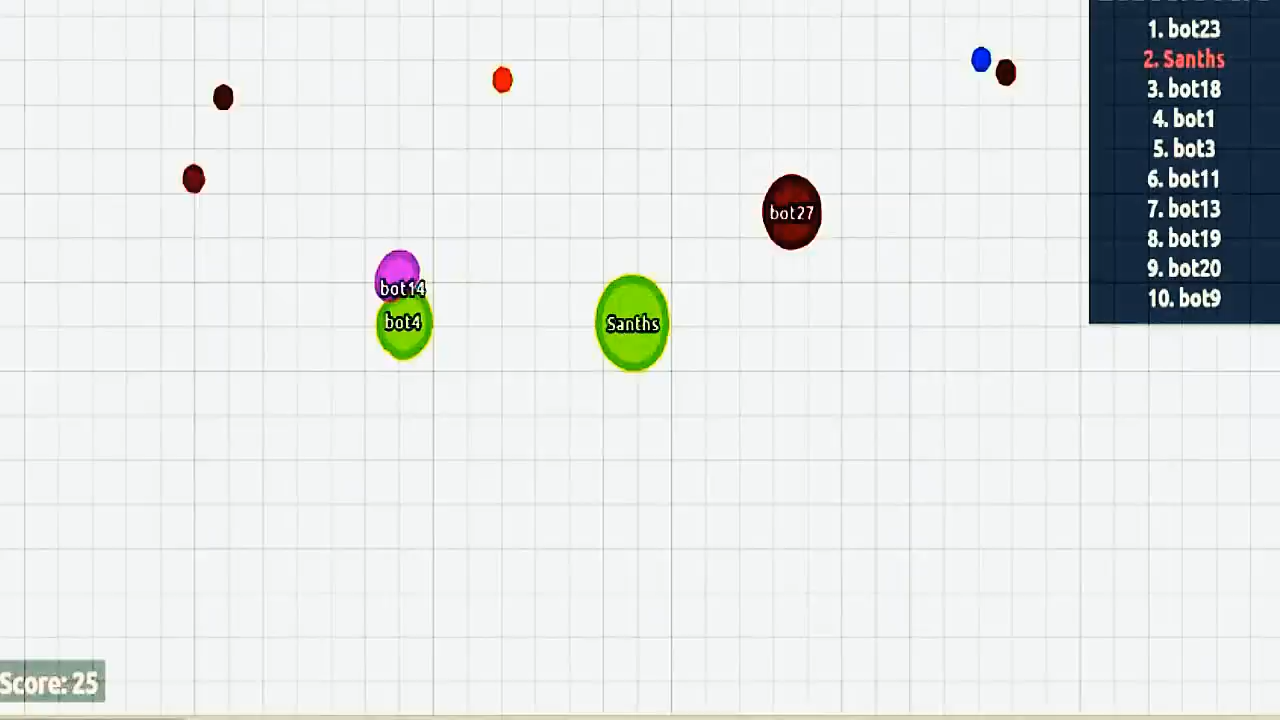 1. bot23
2. Sanths
3. bot18
4. bot1
5. bot3
6. bot11
7. bot13
8. bot19
9. bot20
10. bot9
bot27
bot14
bot4
Sanths
Score: 25